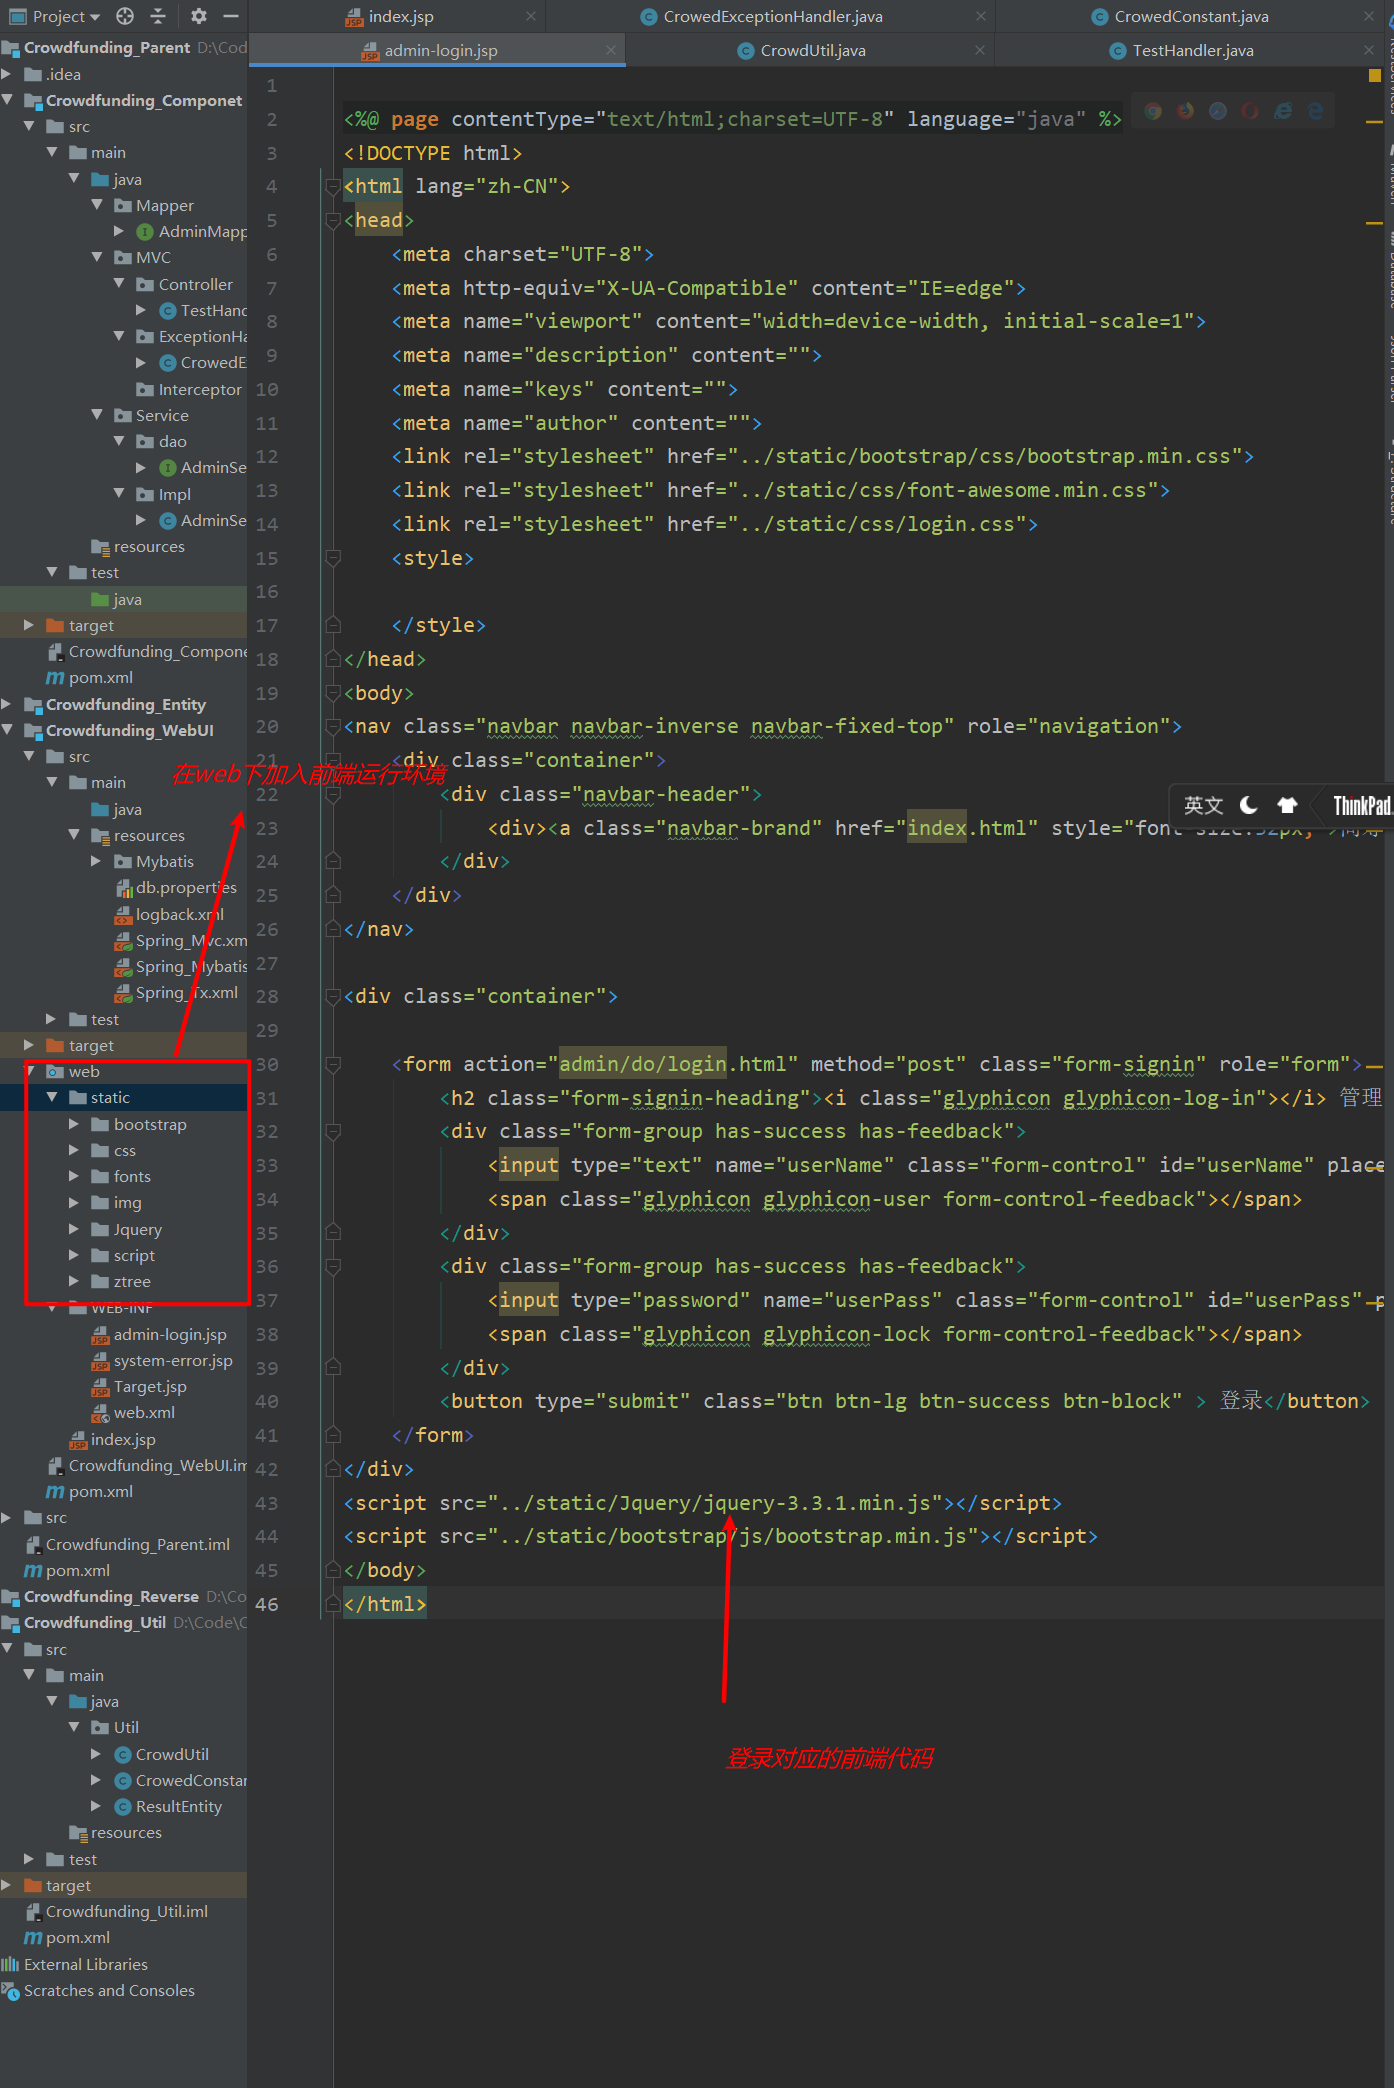 Project
index.jsp
CrowedExceptionHandler.java
CrowedConstant.java
admin-login.jsp
CrowdUtil.java
TestHandler.java
Crowdfunding_Parent D:\Cod
.idea
Crowdfunding_Componet
src
main
java
Mapper
AdminMapp
MVC
Controller
TestHand
ExceptionHa
CrowedE
Interceptor
Service
dao
AdminSe
Impl
AdminSe
resources
test
java
target
Crowdfunding_Compone
pom.xml
Crowdfunding_Entity
Crowdfunding_WebUI
src
main
java
resources
Mybatis
db.properties
logback.xml
Spring_Mvc.xm
Spring_Mybatis
Spring_Tx.xml
test
target
web
static
bootstrap
css
fonts
img
Jquery
script
ztree
WEB-INF
admin-login.jsp
system-error.jsp
Target.jsp
web.xml
index.jsp
Crowdfunding_WebUI.im
pom.xml
src
Crowdfunding_Parent.iml
pom.xml
Crowdfunding_Reverse D:\Co
Crowdfunding_Util D:\Code\C
src
main
java
Util
CrowdUtil
CrowedConstan
ResultEntity
resources
test
target
Crowdfunding_Util.iml
pom.xml
External Libraries
Scratches and Consoles
在web下加入前端运行环境
1
2 <%@ page contentType="text/html;charset=UTF-8" language="java" %>
3 <!DOCTYPE html>
4 <html lang="zh-CN">
5 <head>
6 <meta charset="UTF-8">
7 <meta http-equiv="X-UA-Compatible" content="IE=edge">
8 <meta name="viewport" content="width=device-width, initial-scale=1">
9 <meta name="description" content="">
10 <meta name="keys" content="">
11 <meta name="author" content="">
12 <link rel="stylesheet" href="../static/bootstrap/css/bootstrap.min.css">
13 <link rel="stylesheet" href="../static/css/font-awesome.min.css">
14 <link rel="stylesheet" href="../static/css/login.css">
15 <style>
16
17 </style>
18 </head>
19 <body>
20 <nav class="navbar navbar-inverse navbar-fixed-top" role="navigation">
21 <div class="container">
22 <div class="navbar-header">
23 <div><a class="navbar-brand" href="index.html" style="font-size:32px;">
24 </div>
25 </div>
26 </nav>
27
28 <div class="container">
29
30 <form action="admin/do/login.html" method="post" class="form-signin" role="form">
31 <h2 class="form-signin-heading"><i class="glyphicon glyphicon-log-in"></i> 管理
32 <div class="form-group has-success has-feedback">
33 <input type="text" name="userName" class="form-control" id="userName" place
34 <span class="glyphicon glyphicon-user form-control-feedback"></span>
35 </div>
36 <div class="form-group has-success has-feedback">
37 <input type="password" name="userPass" class="form-control" id="userPass" p
38 <span class="glyphicon glyphicon-lock form-control-feedback"></span>
39 </div>
40 <button type="submit" class="btn btn-lg btn-success btn-block" > 登录</button>
41 </form>
42 </div>
43 <script src="../static/Jquery/jquery-3.3.1.min.js"></script>
44 <script src="../static/bootstrap/js/bootstrap.min.js"></script>
45 </body>
46 </html>
英文 ThinkPad
登录对应的前端代码